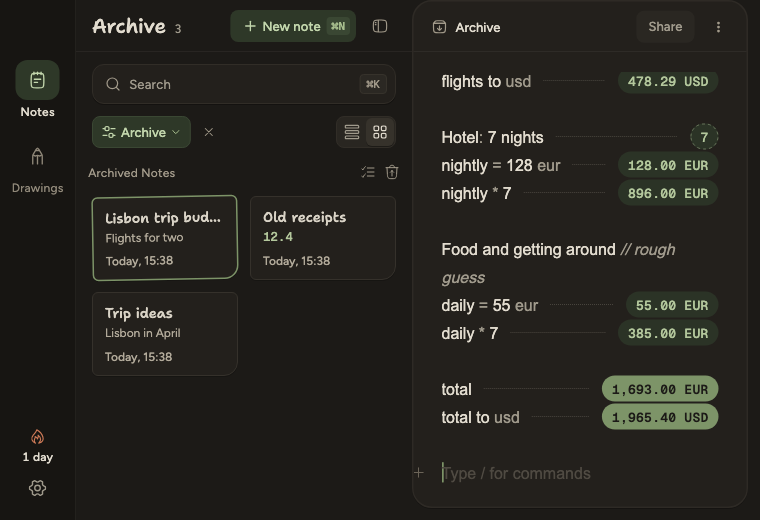 Notes
Drawings
1 day
Archive 3
New note ⌘N
Search ⌘K
Archive
Archived Notes
Lisbon trip bud...
Flights for two
Today, 15:38
Old receipts
12.4
Today, 15:38
Trip ideas
Lisbon in April
Today, 15:38
Archive
Share
flights to usd 478.29 USD
Hotel: 7 nights 7
nightly = 128 eur 128.00 EUR
nightly * 7 896.00 EUR
Food and getting around // rough
guess
daily = 55 eur 55.00 EUR
daily * 7 385.00 EUR
total 1,693.00 EUR
total to usd 1,965.40 USD
Type / for commands